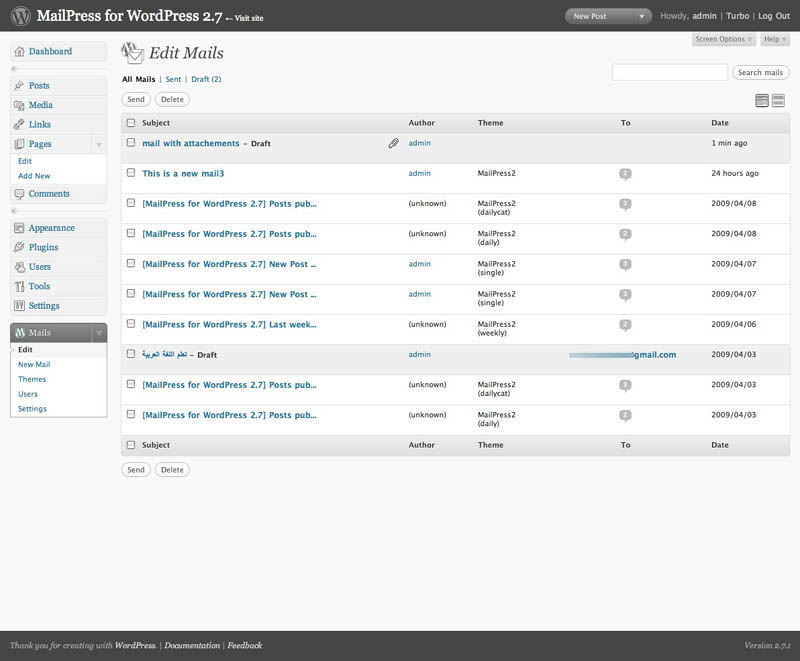 MailPress for WordPress 2.7 ← Visit site
New Post
Howdy, admin | Turbo | Log Out
Screen Options
Help
Dashboard
Posts
Media
Links
Pages
Edit
Add New
Comments
Appearance
Plugins
Users
Tools
Settings
Mails
Edit
New Mail
Themes
Users
Settings
Edit Mails
All Mails | Sent | Draft (2)
Search mails
Send Delete
Subject Author Theme To Date
mail with attachements – Draft admin 1 min ago
This is a new mail3 admin MailPress2 2 24 hours ago
[MailPress for WordPress 2.7] Posts pub... (unknown) MailPress2 3 2009/04/08
(dailycat)
[MailPress for WordPress 2.7] Posts pub... (unknown) MailPress2 2 2009/04/08
(daily)
[MailPress for WordPress 2.7] New Post ... admin MailPress2 3 2009/04/07
(single)
[MailPress for WordPress 2.7] New Post ... admin MailPress2 3 2009/04/07
(single)
[MailPress for WordPress 2.7] Last week... (unknown) MailPress2 2 2009/04/06
(weekly)
تعلم اللغة العربية – Draft admin gmail.com 2009/04/03
[MailPress for WordPress 2.7] Posts pub... (unknown) MailPress2 3 2009/04/03
(dailycat)
[MailPress for WordPress 2.7] Posts pub... (unknown) MailPress2 2 2009/04/03
(daily)
Subject Author Theme To Date
Send Delete
Thank you for creating with WordPress. | Documentation | Feedback
Version 2.7.1